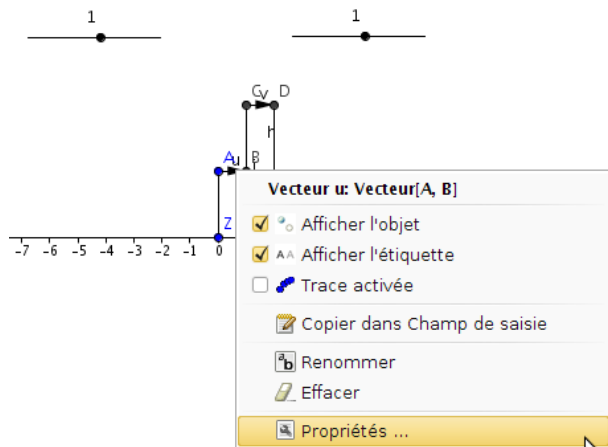 1
1
C v D
h
A u B
Vecteur u: Vecteur[A, B]
Afficher l'objet
Z
AA Afficher l'étiquette
-7 -6 -5 -4 -3 -2 -1 0
Trace activée
Copier dans Champ de saisie
ab Renommer
Effacer
Propriétés ...